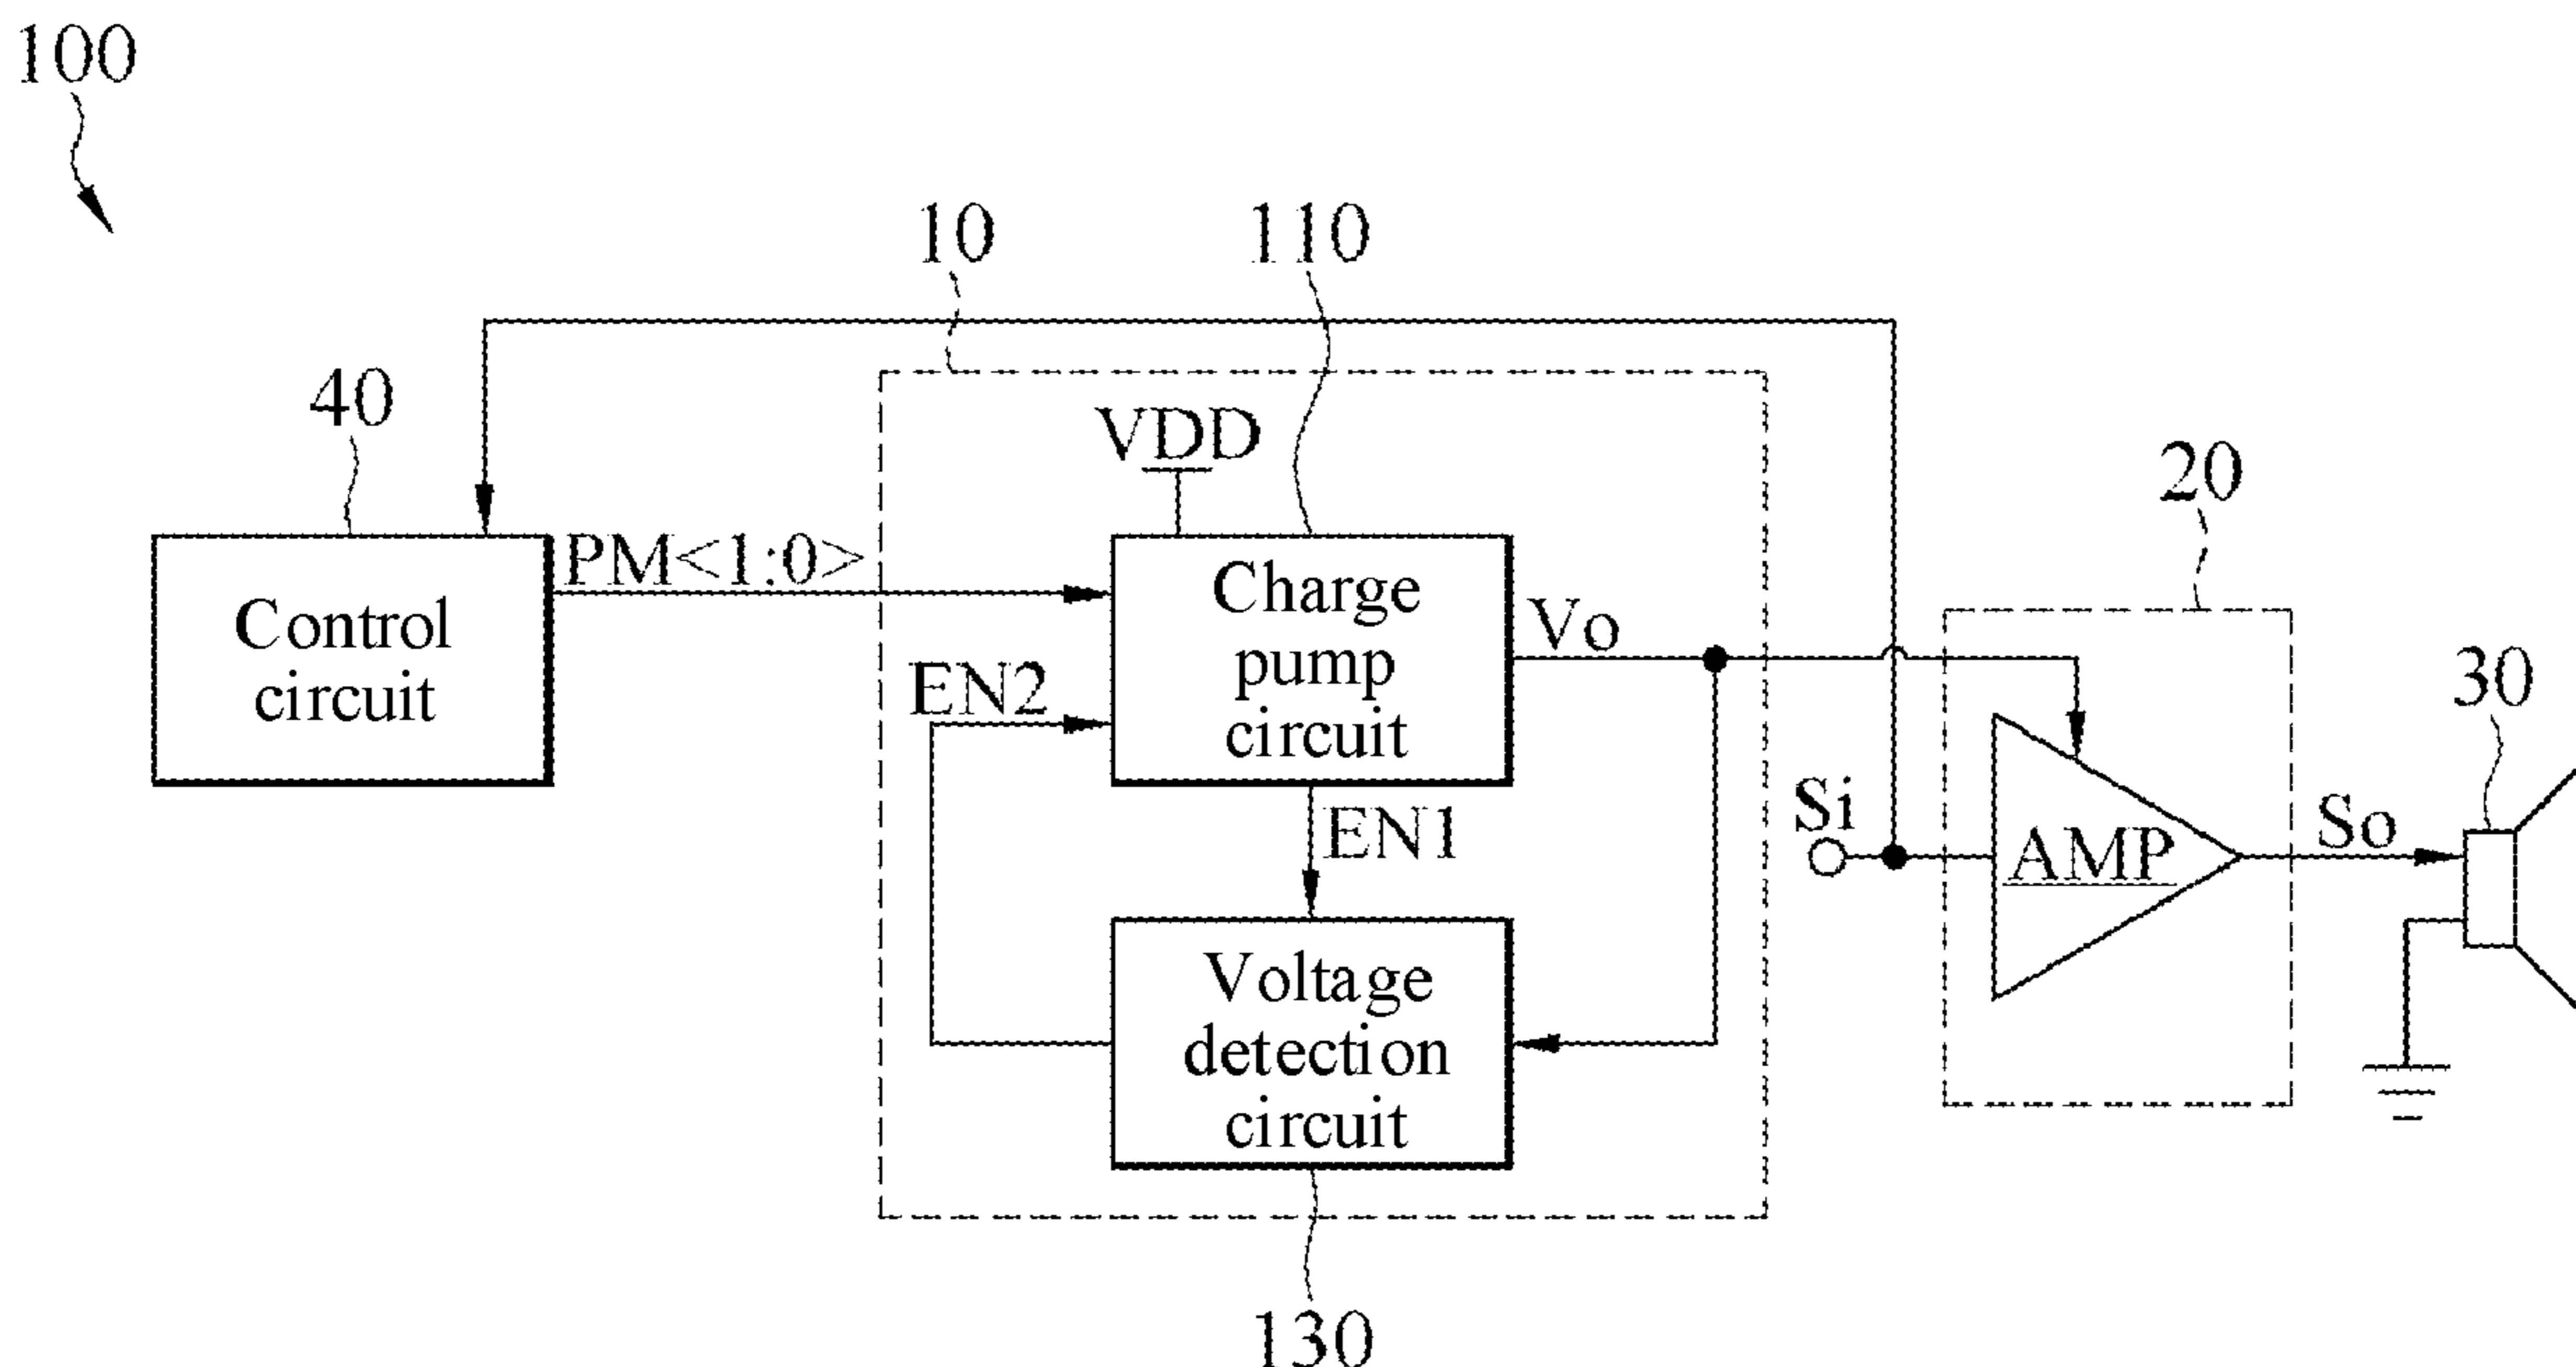 100
10
110
40
VDD
20
PM<1:0>
Control
circuit
Charge
pump
circuit
Vo
EN2
30
Si
EN1
AMP
So
Voltage
detection
circuit
130